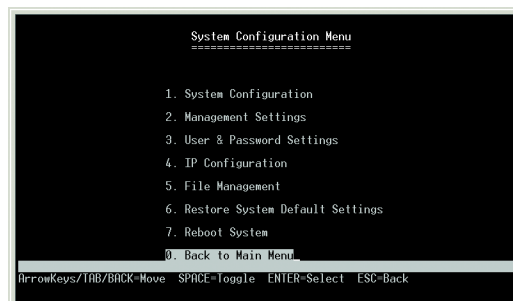 System Configuration Menu
=========================
1. System Configuration
2. Management Settings
3. User & Password Settings
4. IP Configuration
5. File Management
6. Restore System Default Settings
7. Reboot System
0. Back to Main Menu_
ArrowKeys/TAB/BACK=Move SPACE=Toggle ENTER=Select ESC=Back